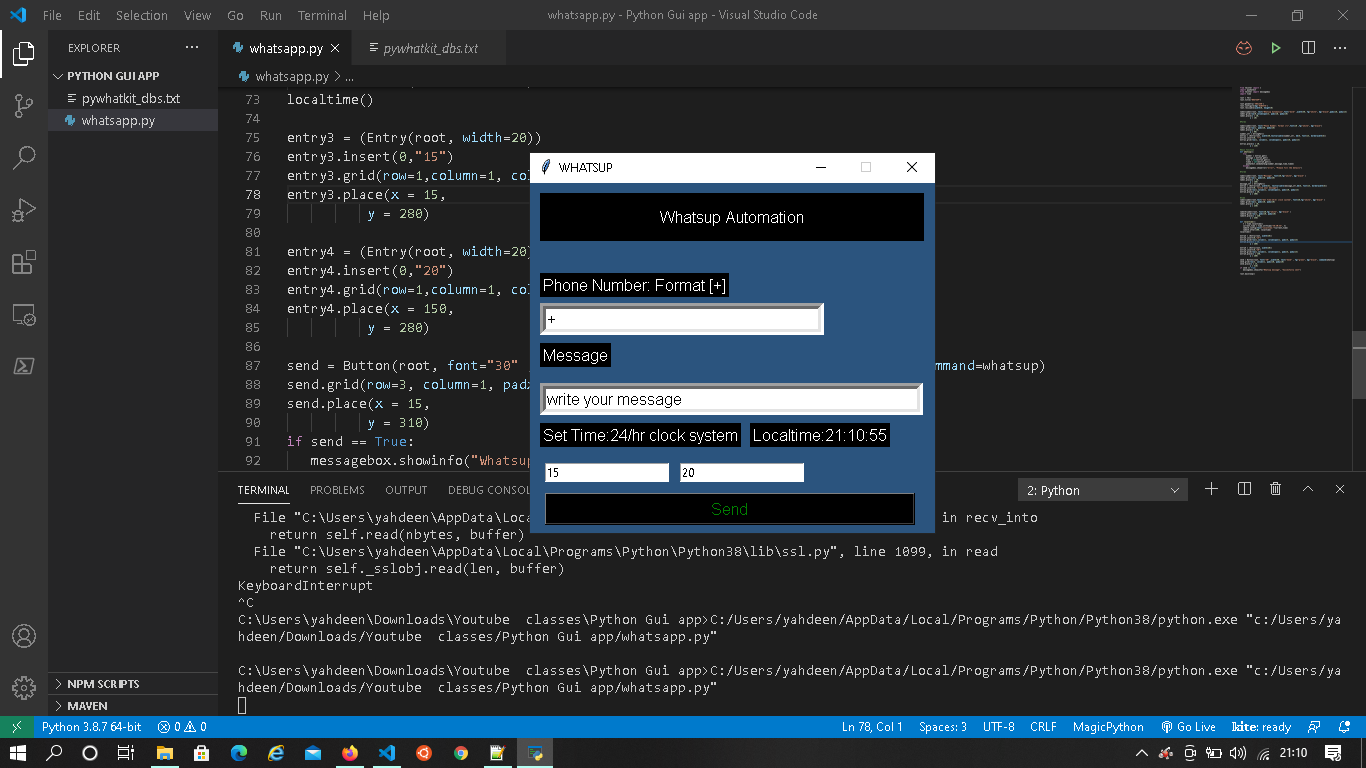 File Edit Selection View Go Run Terminal Help whatsapp.py - Python Gui app - Visual Studio Code
EXPLORER
PYTHON GUI APP
pywhatkit_dbs.txt
whatsapp.py
NPM SCRIPTS
MAVEN
whatsapp.py pywhatkit_dbs.txt
whatsapp.py > ...
73 localtime()
74
75 entry3 = (Entry(root, width=20))
76 entry3.insert(0,"15")
77 entry3.grid(row=1,column=1, col
78 entry3.place(x = 15,
79 y = 280)
80
81 entry4 = (Entry(root, width=20
82 entry4.insert(0,"20")
83 entry4.grid(row=1,column=1, col
84 entry4.place(x = 150,
85 y = 280)
86
87 send = Button(root, font="30" mmand=whatsup)
88 send.grid(row=3, column=1, padx
89 send.place(x = 15,
90 y = 310)
91 if send == True:
92 messagebox.showinfo("Whatsup
WHATSUP
Whatsup Automation
Phone Number: Format [+]
+
Message
write your message
Set Time:24/hr clock system Localtime:21:10:55
15 20
Send
TERMINAL PROBLEMS OUTPUT DEBUG CONSOL 2: Python
File "C:\Users\yahdeen\AppData\Loca in recv_into
return self.read(nbytes, buffer)
File "C:\Users\yahdeen\AppData\Local\Programs\Python\Python38\lib\ssl.py", line 1099, in read
return self._sslobj.read(len, buffer)
KeyboardInterrupt
^C
C:\Users\yahdeen\Downloads\Youtube classes\Python Gui app>C:/Users/yahdeen/AppData/Local/Programs/Python/Python38/python.exe "c:/Users/ya
hdeen/Downloads/Youtube classes/Python Gui app/whatsapp.py"
C:\Users\yahdeen\Downloads\Youtube classes\Python Gui app>C:/Users/yahdeen/AppData/Local/Programs/Python/Python38/python.exe "c:/Users/ya
hdeen/Downloads/Youtube classes/Python Gui app/whatsapp.py"
Python 3.8.7 64-bit 0 0 Ln 78, Col 1 Spaces: 3 UTF-8 CRLF MagicPython Go Live kite: ready
21:10